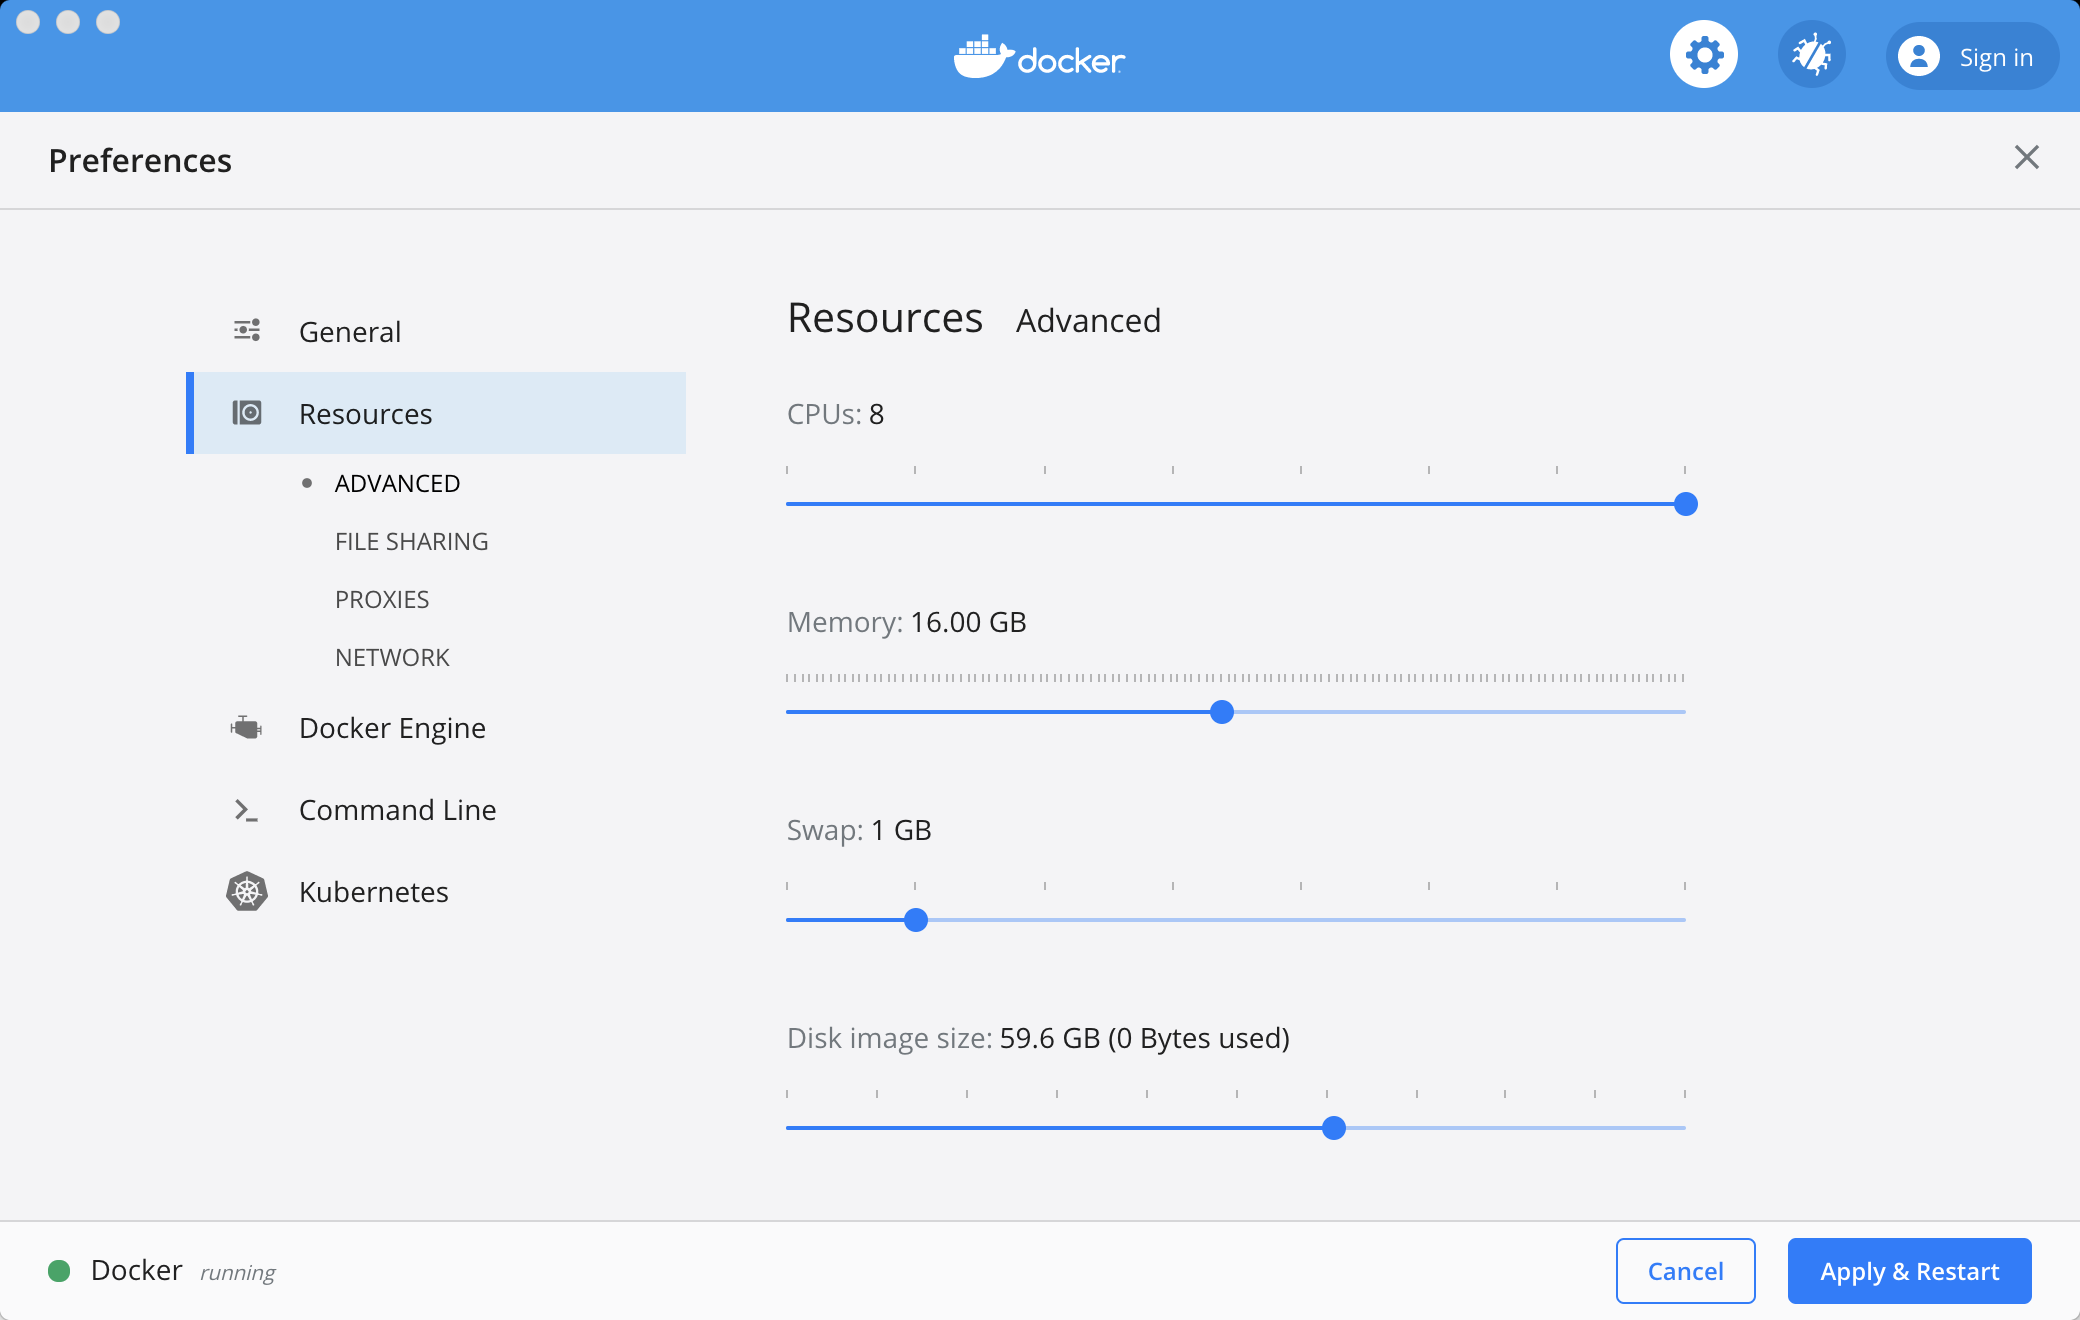 docker
Sign in
Preferences
General
Resources
ADVANCED
FILE SHARING
PROXIES
NETWORK
Docker Engine
Command Line
Kubernetes
Resources Advanced
CPUs: 8
Memory: 16.00 GB
Swap: 1 GB
Disk image size: 59.6 GB (0 Bytes used)
Docker running
Cancel
Apply & Restart